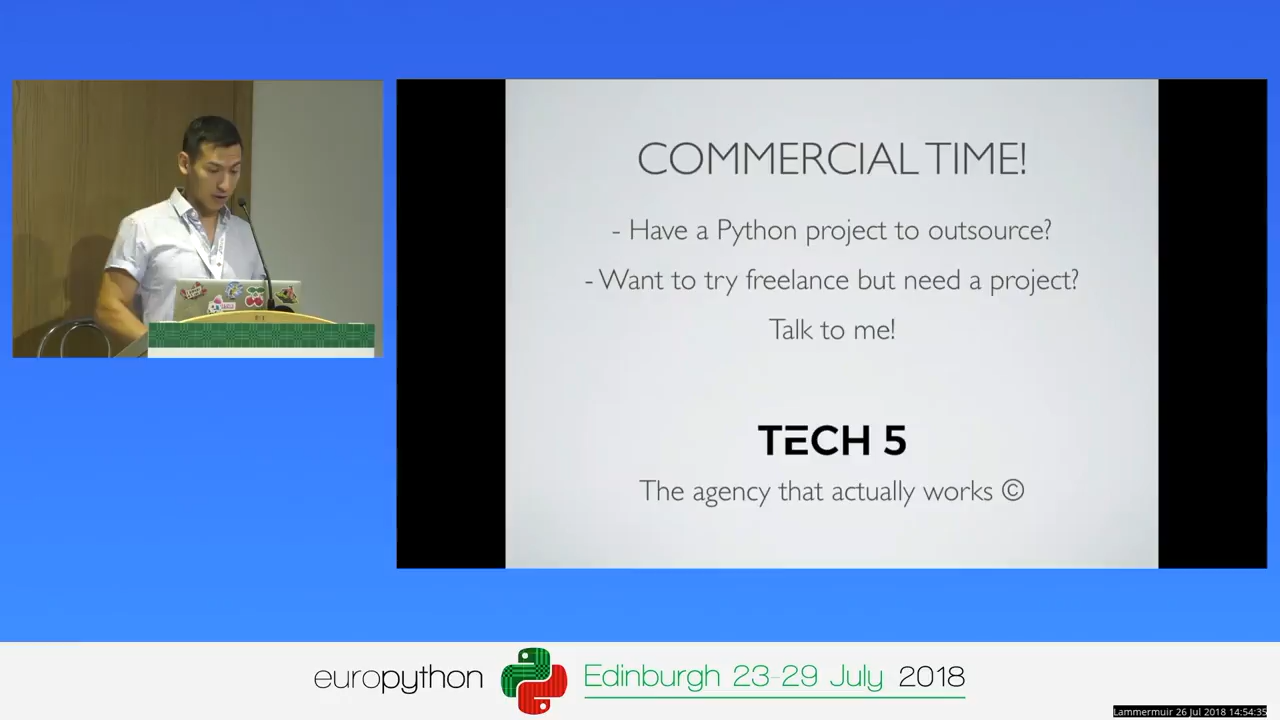 COMMERCIAL TIME!
- Have a Python project to outsource?
- Want to try freelance but need a project?
Talk to me!
TECH 5
The agency that actually works ©
europython
Edinburgh 23-29 July 2018
Lammermuir 26 Jul 2018 14:54:35